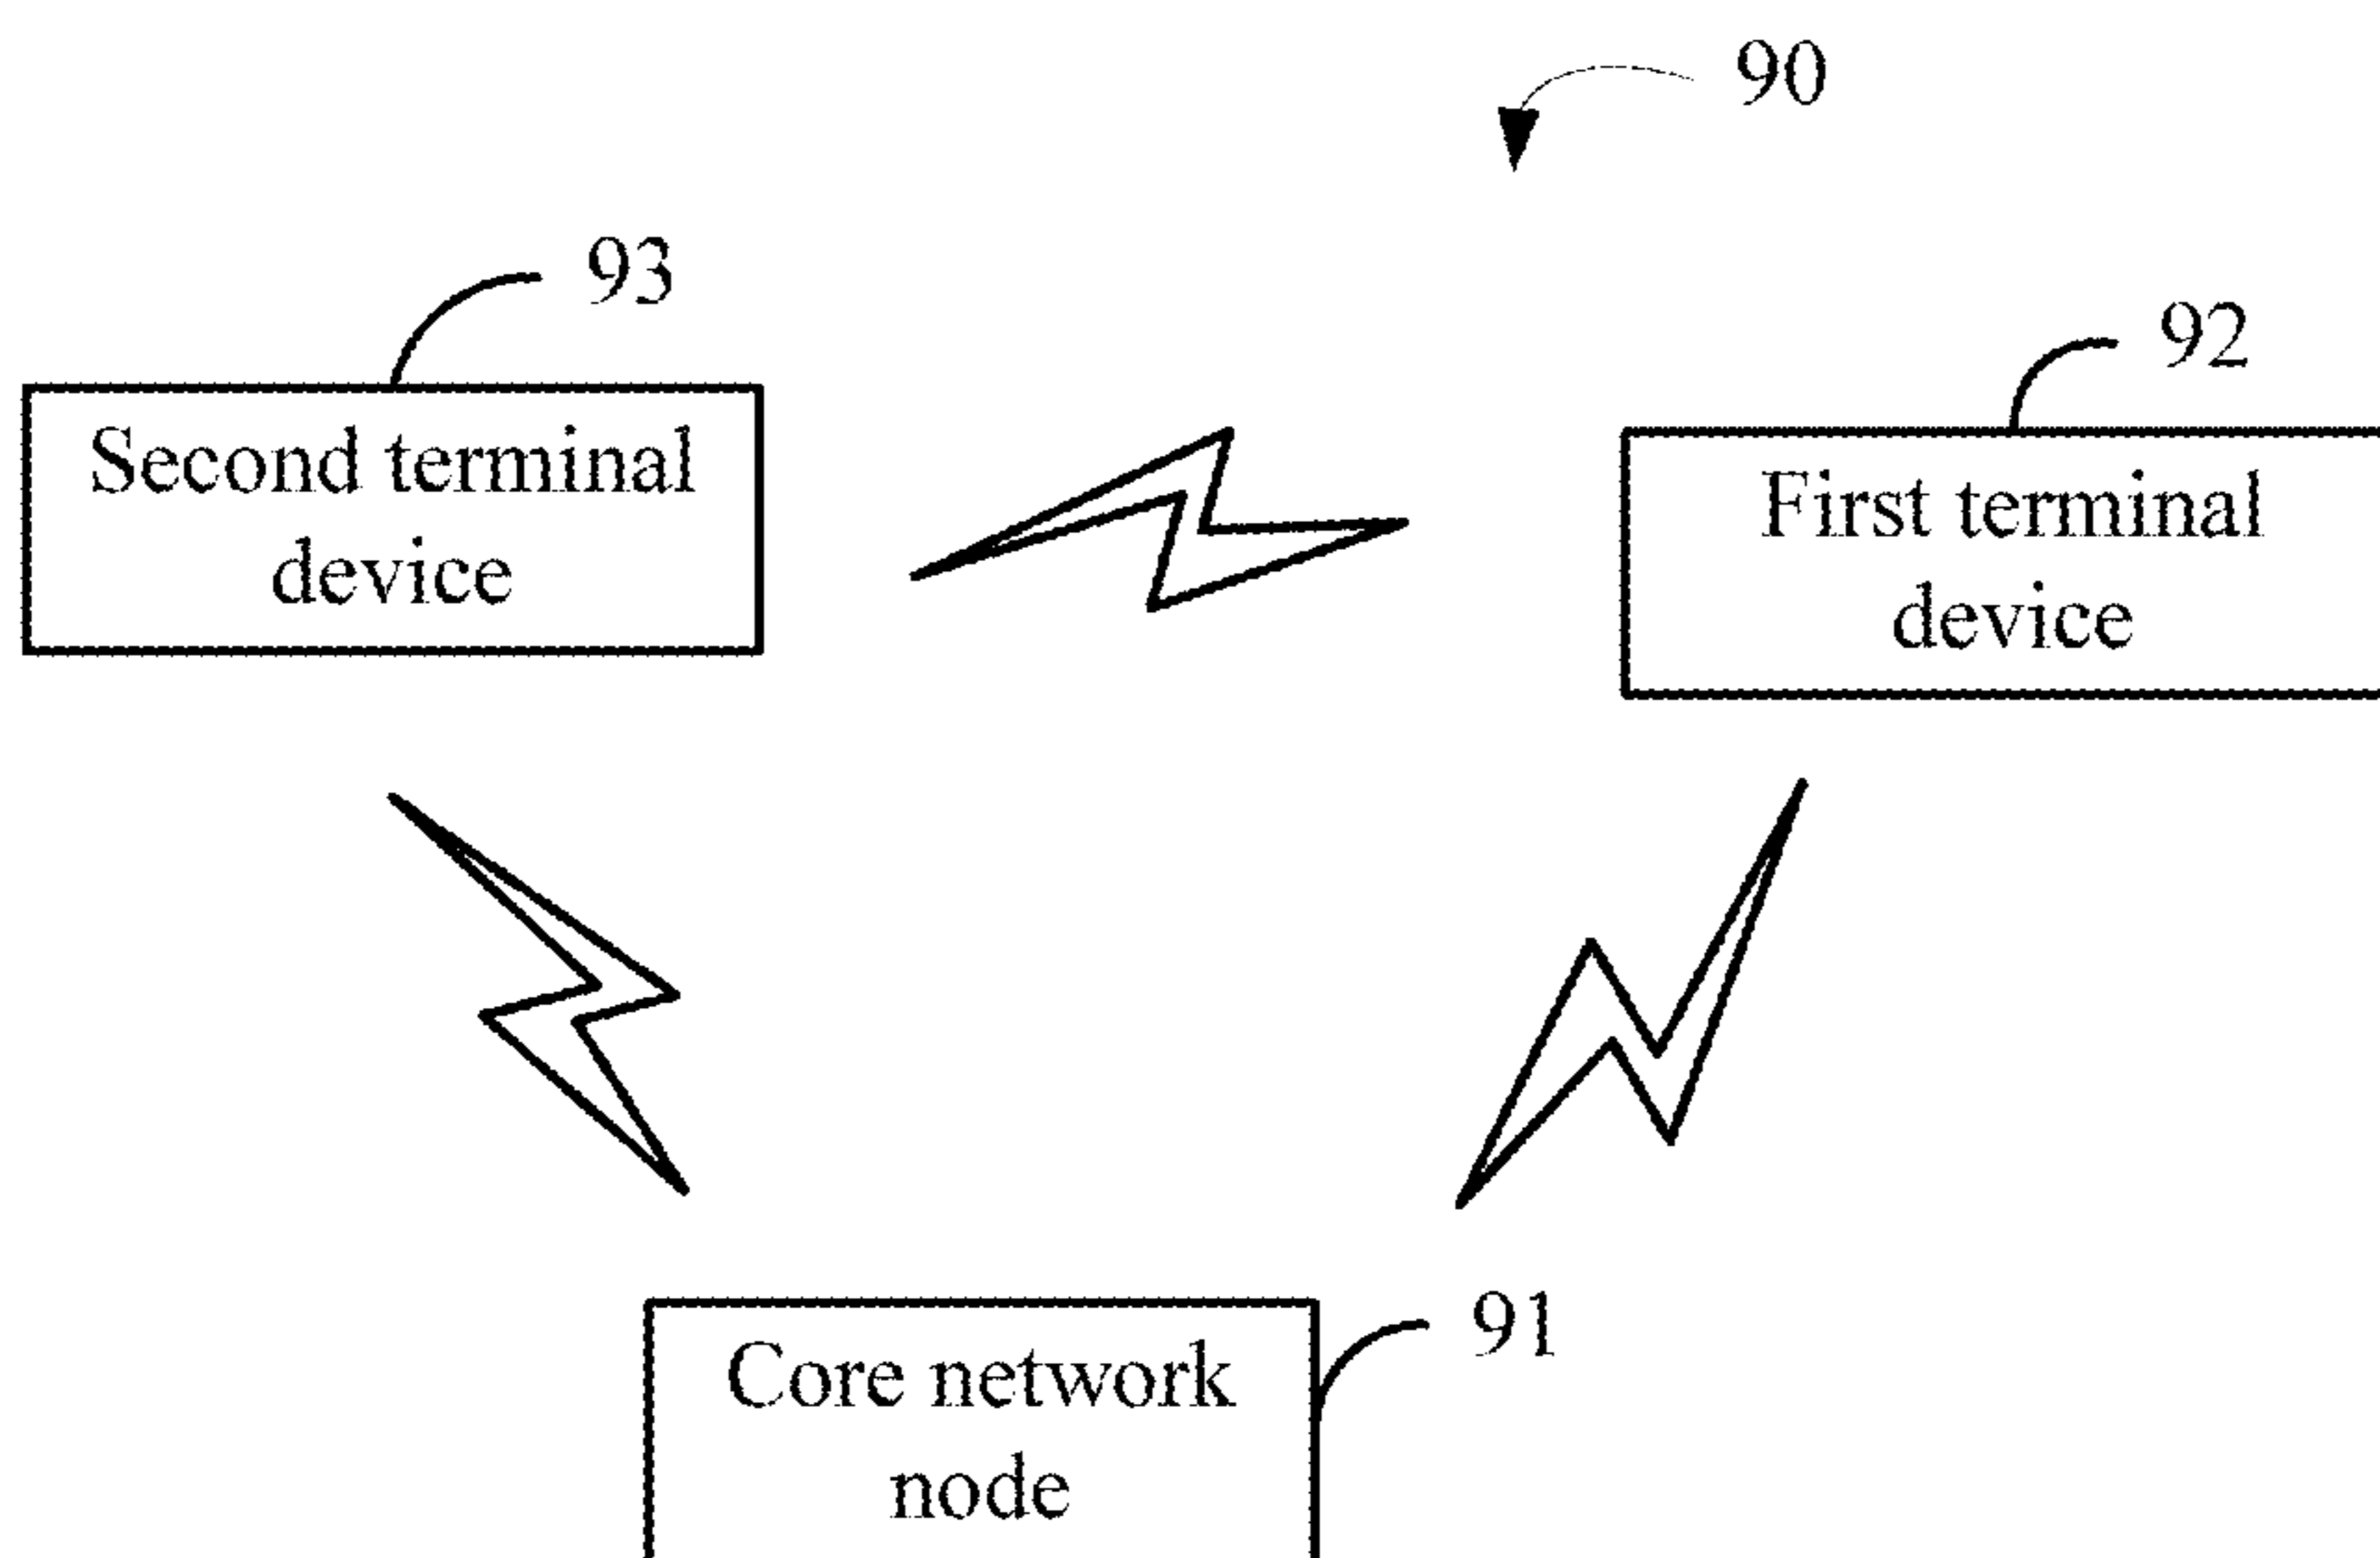 90
93
Second terminal
device
92
First terminal
device
91
Core network
node